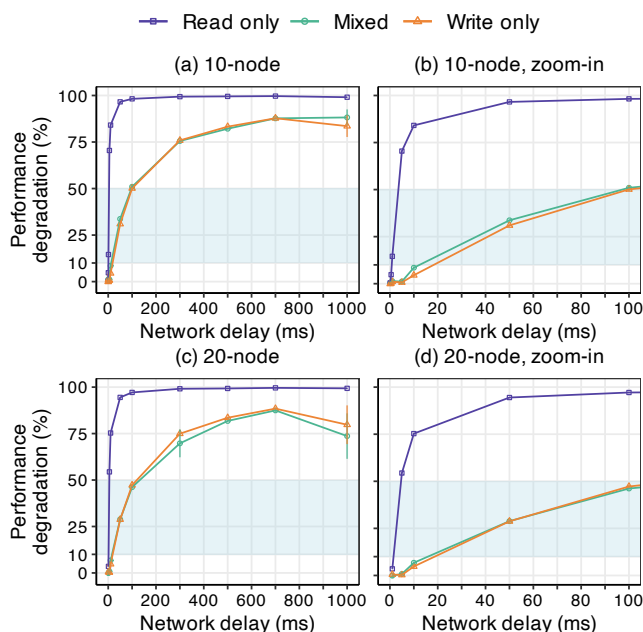 Read only Mixed Write only
(a) 10-node
(b) 10-node, zoom-in
Performance
degradation (%)
100
75
50
25
10
0
0 200 400 600 800 1000
0 20 40 60 80 100
Network delay (ms)
Network delay (ms)
(c) 20-node
(d) 20-node, zoom-in
Performance
degradation (%)
100
75
50
25
10
0
0 200 400 600 800 1000
0 20 40 60 80 100
Network delay (ms)
Network delay (ms)